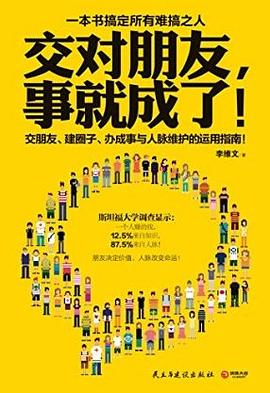 一本书搞定所有难搞之人
交对朋友，
事就成了！
交朋友、建圈子、办成事与人脉维护的运用指南！
李维文 著
斯坦福大学调查显示：
一个人赚的钱，
12.5%来自知识，
87.5%来自人脉！
朋友决定价值，人脉改变命运！
民主与建设出版社
博集天卷